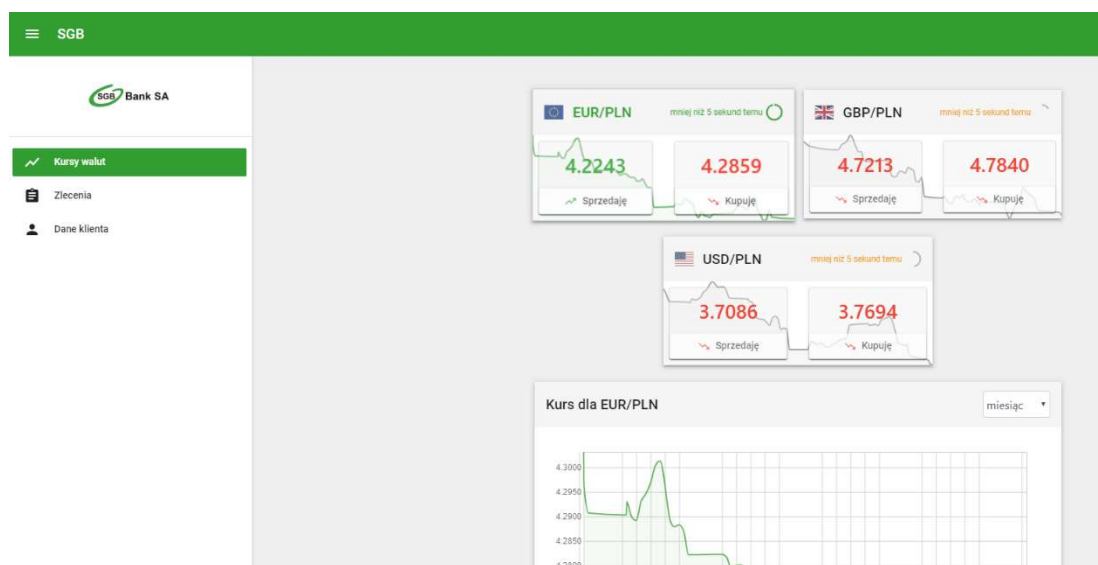 SGB
SGB Bank SA
Kursy walut
Zlecenia
Dane klienta
EUR/PLN mniej niż 5 sekund temu
4.2243 4.2859
Sprzedaję Kupuję
GBP/PLN mniej niż 5 sekund temu
4.7213 4.7840
Sprzedaję Kupuję
USD/PLN mniej niż 5 sekund temu
3.7086 3.7694
Sprzedaję Kupuję
Kurs dla EUR/PLN miesiąc
4.3000
4.2950
4.2900
4.2850